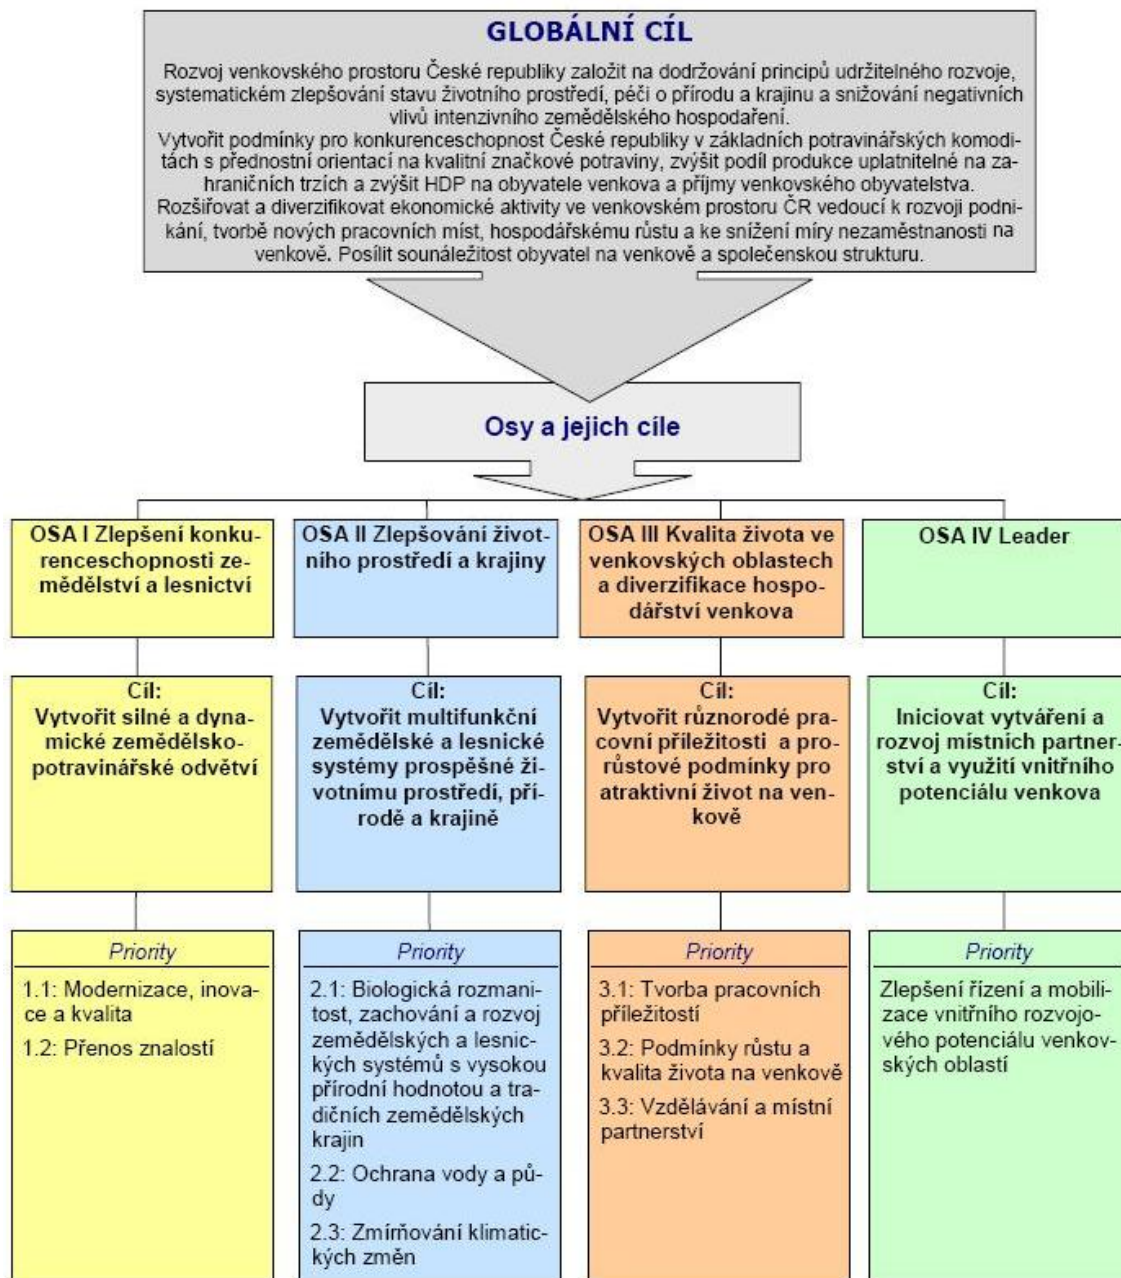 GLOBÁLNÍ CÍL
Rozvoj venkovského prostoru České republiky založit na dodržování principů udržitelného rozvoje,
systematickém zlepšování stavu životního prostředí, péči o přírodu a krajinu a snižování negativních
vlivů intenzivního zemědělského hospodaření.
Vytvořit podmínky pro konkurenceschopnost České republiky v základních potravinářských komodi-
tách s přednostní orientací na kvalitní značkové potraviny, zvýšit podíl produkce uplatnitelné na za-
hraničních trzích a zvýšit HDP na obyvatele venkova a příjmy venkovského obyvatelstva.
Rozšiřovat a diverzifikovat ekonomické aktivity ve venkovském prostoru ČR vedoucí k rozvoji podni-
kání, tvorbě nových pracovních míst, hospodářskému růstu a ke snížení míry nezaměstnanosti na
venkově. Posílit sounáležitost obyvatel na venkově a společenskou strukturu.
Osy a jejich cíle
OSA I Zlepšení konku-
renceschopnosti ze-
mědělství a lesnictví
OSA II Zlepšování život-
ního prostředí a krajiny
OSA III Kvalita života ve
venkovských oblastech
a diverzifikace hospo-
dářství venkova
OSA IV Leader
Cíl:
Vytvořit silné a dyna-
mické zemědělsko-
potravinářské odvětví
Cíl:
Vytvořit multifunkční
zemědělské a lesnické
systémy prospěšné ži-
votnímu prostředí, pří-
rodě a krajině
Cíl:
Vytvořit různorodé pra-
covní příležitosti a pro-
růstové podmínky pro
atraktivní život na ven-
kově
Cíl:
Iniciovat vytváření a
rozvoj místních partner-
ství a využití vnitřního
potenciálu venkova
Priority
1.1: Modernizace, inova-
ce a kvalita
1.2: Přenos znalostí
Priority
2.1: Biologická rozmani-
tost, zachování a rozvoj
zemědělských a lesnic-
kých systémů s vysokou
přírodní hodnotou a tra-
dičních zemědělských
krajin
2.2: Ochrana vody a pů-
dy
2.3: Zmírňování klimatic-
kých změn
Priority
3.1: Tvorba pracovních
příležitostí
3.2: Podmínky růstu a
kvalita života na venkově
3.3: Vzdělávání a místní
partnerství
Priority
Zlepšení řízení a mobili-
zace vnitřního rozvojo-
vého potenciálu venkov-
ských oblastí